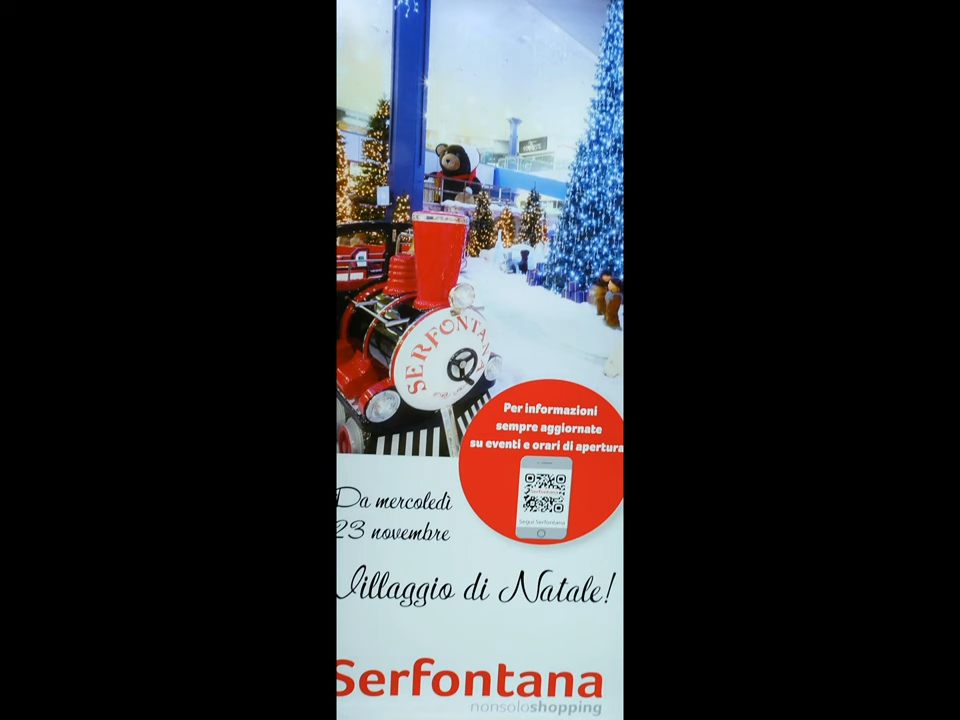 SERFONTANA
Per informazioni
sempre aggiornate
su eventi e orari di apertura
Serfontana
Segui Serfontana
Da mercoledì
23 novembre
Villaggio di Natale!
Serfontana
nonsoloshopping